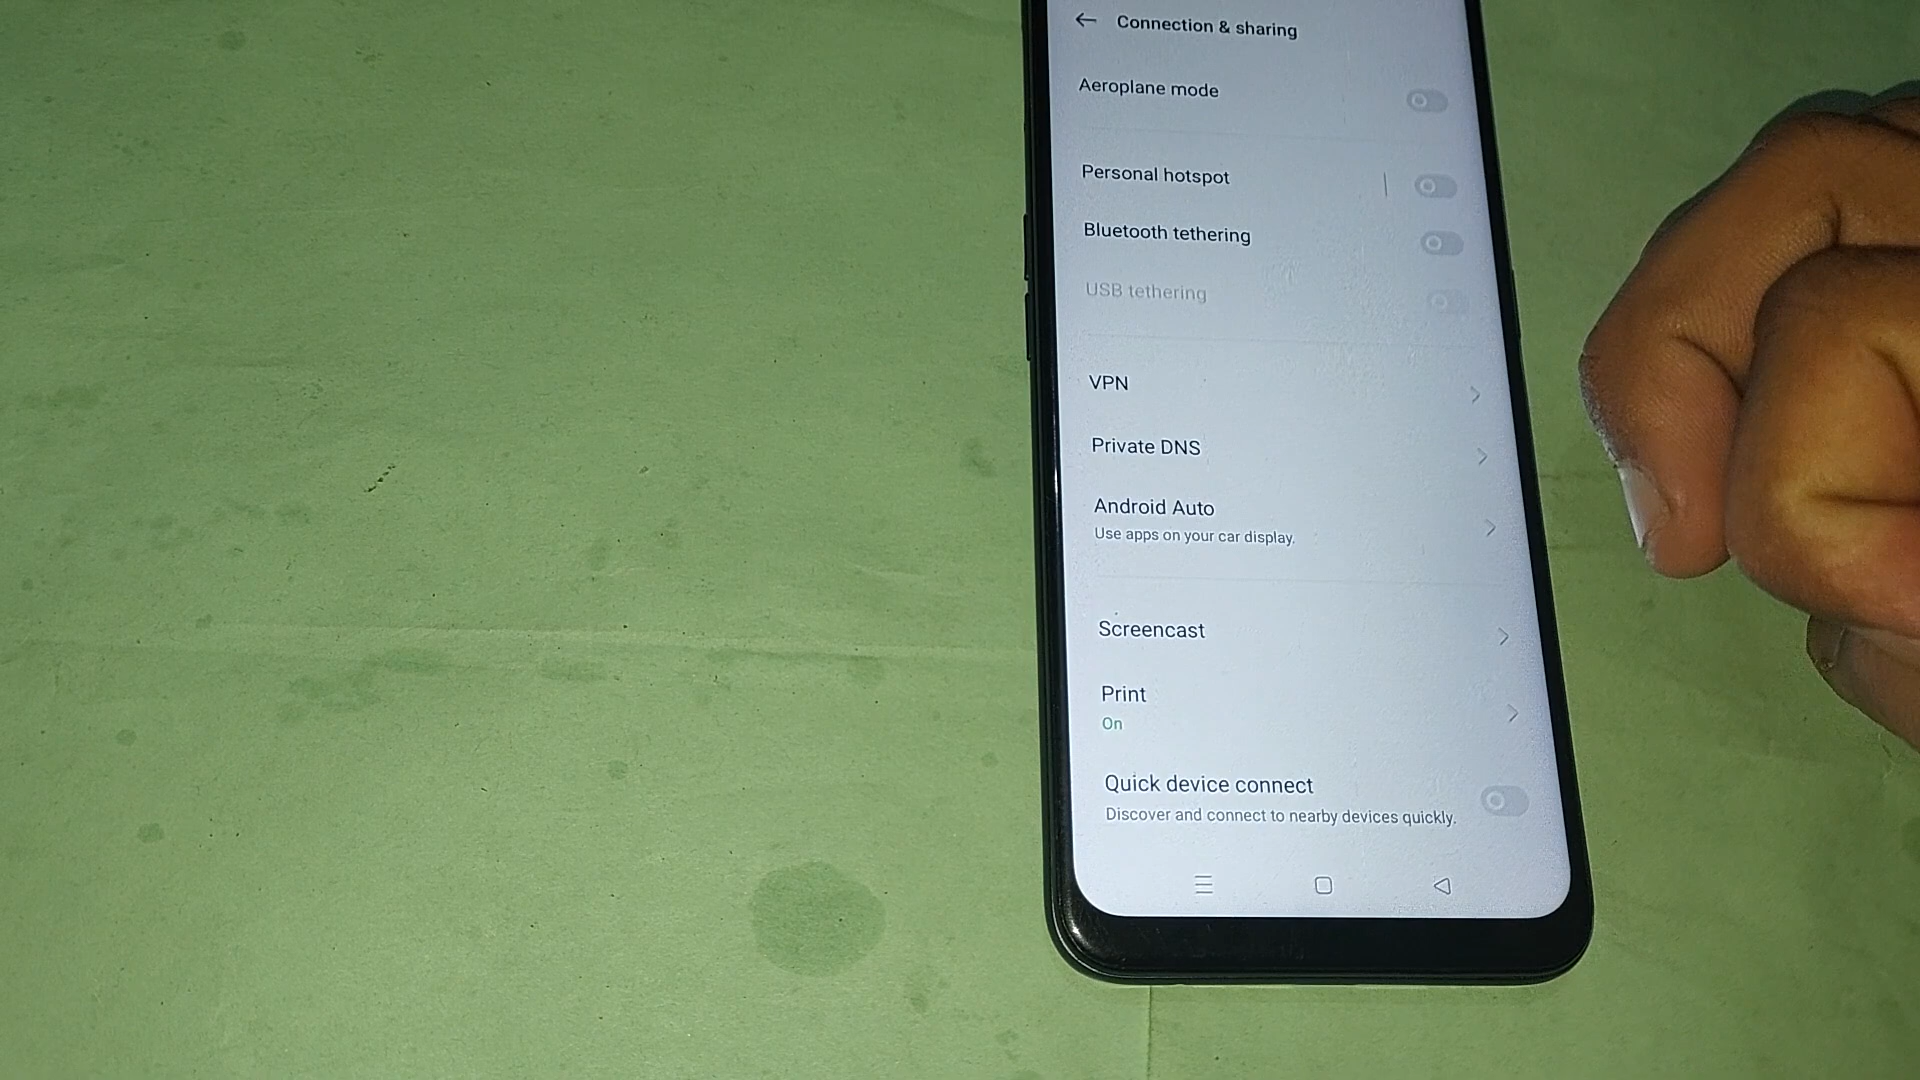 Connection & sharing
Aeroplane mode
Personal hotspot
Bluetooth tethering
USB tethering
VPN
Private DNS
Android Auto
Use apps on your car display.
Screencast
Print
On
Quick device connect
Discover and connect to nearby devices quickly.